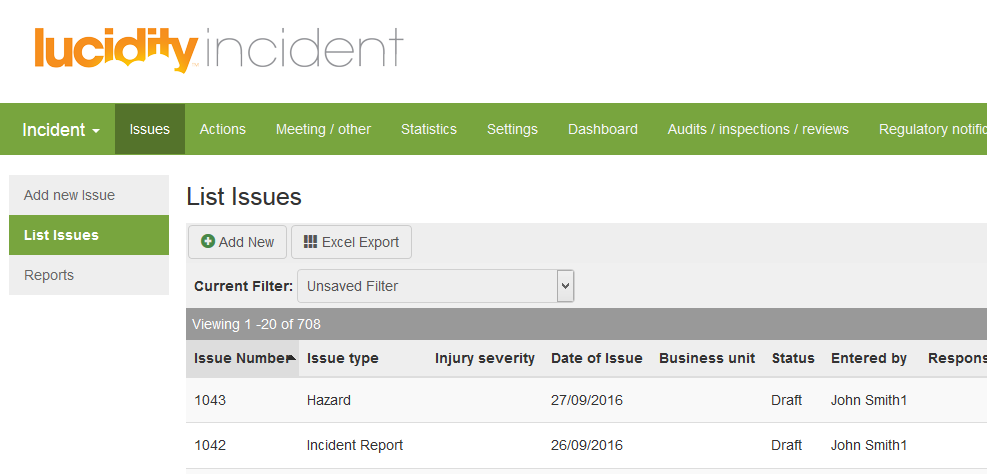 lucidity incident
Incident Issues Actions Meeting / other Statistics Settings Dashboard Audits / inspections / reviews Regulatory notific
Add new Issue
List Issues
Reports
List Issues
Add New Excel Export
Current Filter: Unsaved Filter
Viewing 1 -20 of 708
Issue Number Issue type Injury severity Date of Issue Business unit Status Entered by Respons
1043 Hazard 27/09/2016 Draft John Smith1
1042 Incident Report 26/09/2016 Draft John Smith1